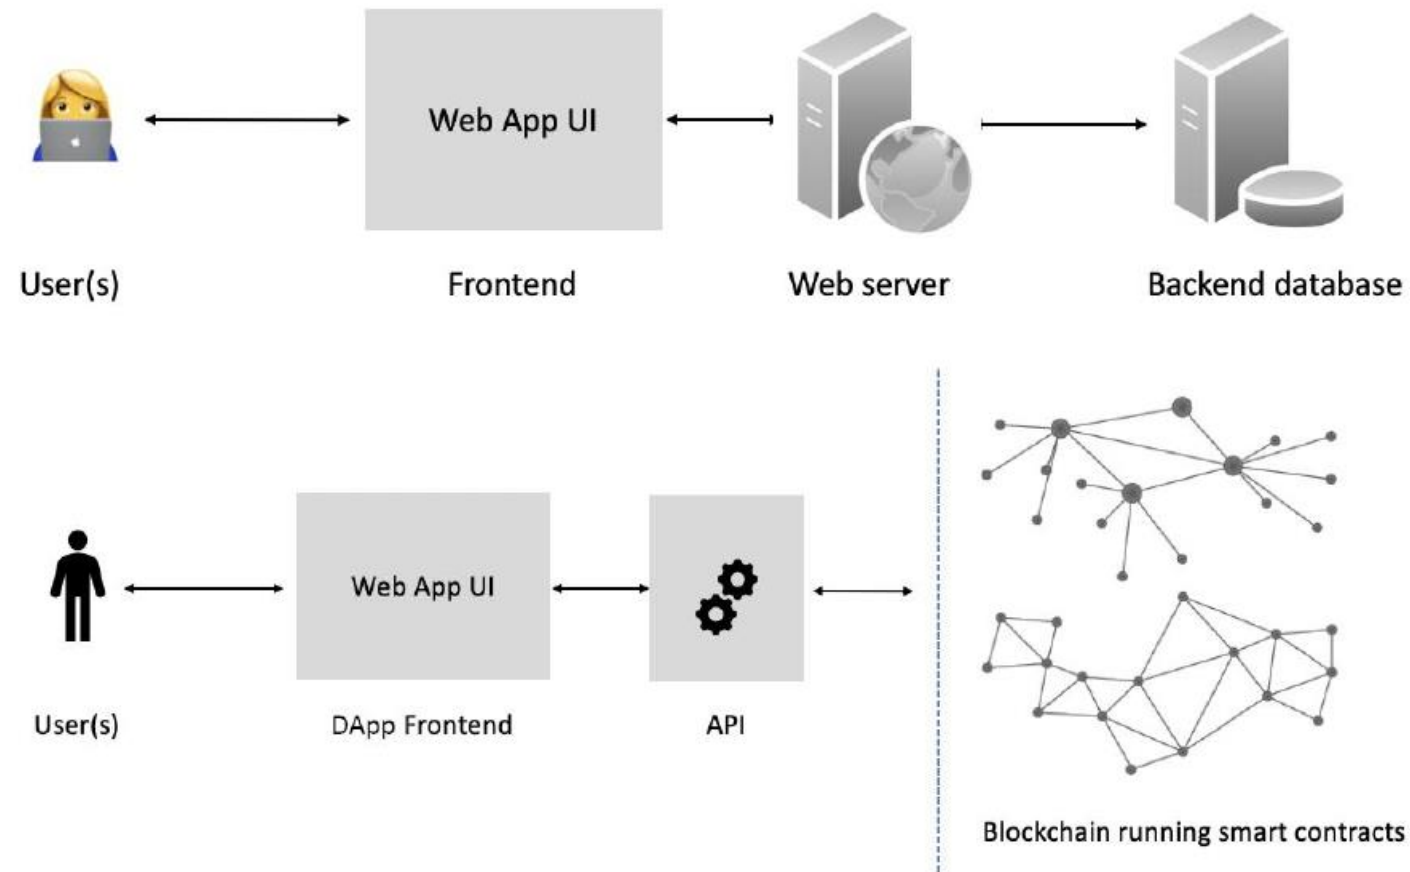 Web App UI
User(s)
Frontend
Web server
Backend database
Web App UI
User(s)
DApp Frontend
API
Blockchain running smart contracts